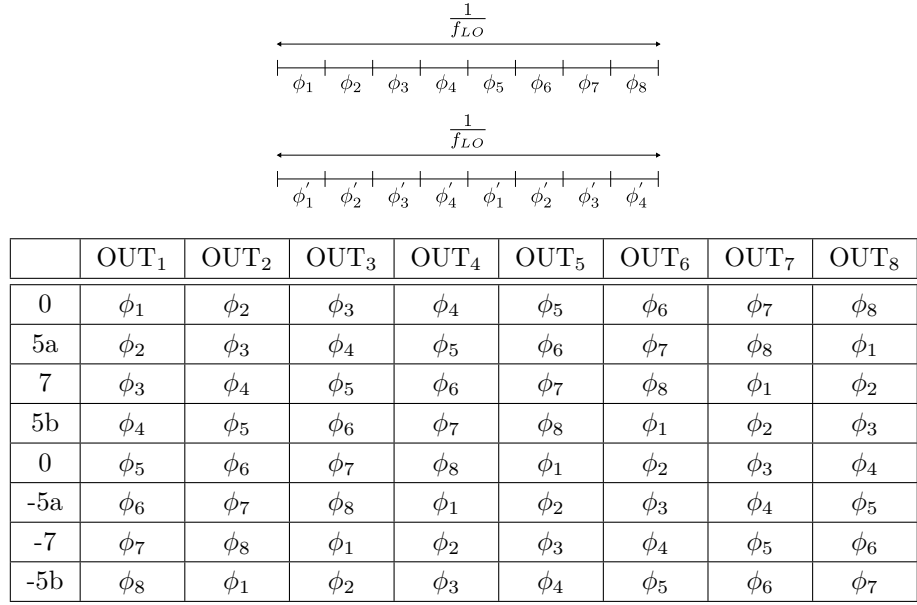 1/f_LO
ϕ₁ ϕ₂ ϕ₃ ϕ₄ ϕ₅ ϕ₆ ϕ₇ ϕ₈
1/f_LO
ϕ₁' ϕ₂' ϕ₃' ϕ₄' ϕ₁' ϕ₂' ϕ₃' ϕ₄'
OUT₁ OUT₂ OUT₃ OUT₄ OUT₅ OUT₆ OUT₇ OUT₈
0 ϕ₁ ϕ₂ ϕ₃ ϕ₄ ϕ₅ ϕ₆ ϕ₇ ϕ₈
5a ϕ₂ ϕ₃ ϕ₄ ϕ₅ ϕ₆ ϕ₇ ϕ₈ ϕ₁
7 ϕ₃ ϕ₄ ϕ₅ ϕ₆ ϕ₇ ϕ₈ ϕ₁ ϕ₂
5b ϕ₄ ϕ₅ ϕ₆ ϕ₇ ϕ₈ ϕ₁ ϕ₂ ϕ₃
0 ϕ₅ ϕ₆ ϕ₇ ϕ₈ ϕ₁ ϕ₂ ϕ₃ ϕ₄
-5a ϕ₆ ϕ₇ ϕ₈ ϕ₁ ϕ₂ ϕ₃ ϕ₄ ϕ₅
-7 ϕ₇ ϕ₈ ϕ₁ ϕ₂ ϕ₃ ϕ₄ ϕ₅ ϕ₆
-5b ϕ₈ ϕ₁ ϕ₂ ϕ₃ ϕ₄ ϕ₅ ϕ₆ ϕ₇